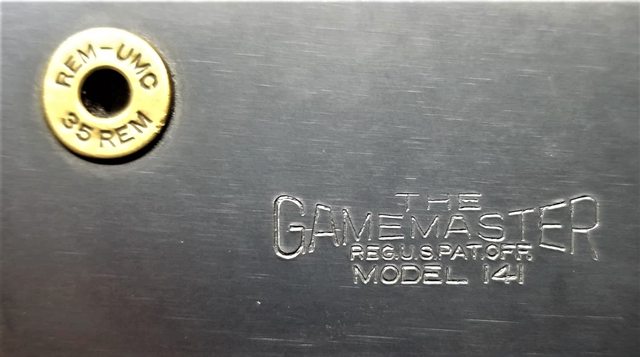 REM-UMC
35 REM
THE
GAMEMASTER
REG.U.S.PAT.OFF.
MODEL 141